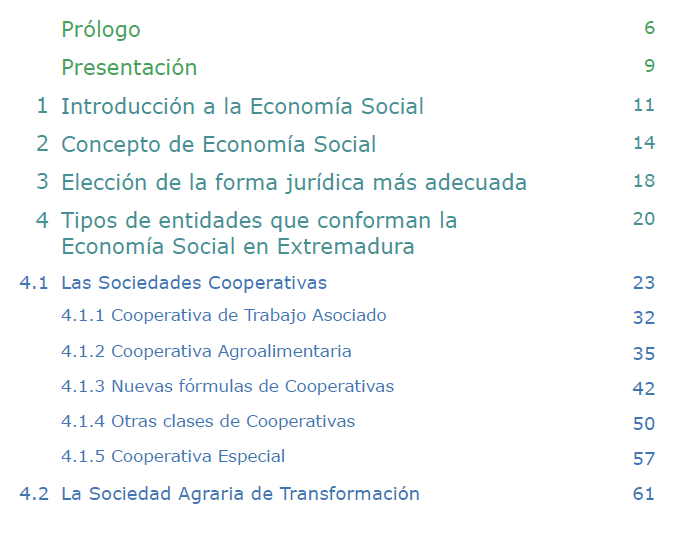 Prólogo 6
Presentación 9
1 Introducción a la Economía Social 11
2 Concepto de Economía Social 14
3 Elección de la forma jurídica más adecuada 18
4 Tipos de entidades que conforman la 20
Economía Social en Extremadura
4.1 Las Sociedades Cooperativas 23
4.1.1 Cooperativa de Trabajo Asociado 32
4.1.2 Cooperativa Agroalimentaria 35
4.1.3 Nuevas fórmulas de Cooperativas 42
4.1.4 Otras clases de Cooperativas 50
4.1.5 Cooperativa Especial 57
4.2 La Sociedad Agraria de Transformación 61